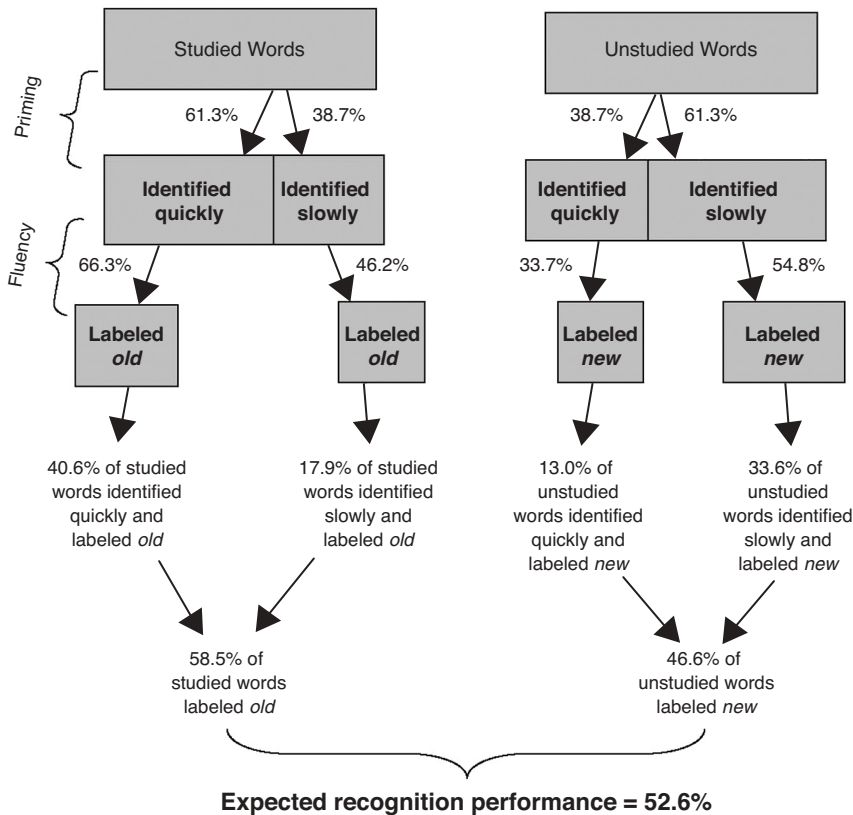 Studied Words
Unstudied Words
Priming
61.3%
38.7%
38.7%
61.3%
Identified
quickly
Identified
slowly
Identified
quickly
Identified
slowly
Fluency
66.3%
46.2%
33.7%
54.8%
Labeled
old
Labeled
old
Labeled
new
Labeled
new
40.6% of studied
words identified
quickly and
labeled old
17.9% of studied
words identified
slowly and
labeled old
13.0% of
unstudied
words identified
quickly and
labeled new
33.6% of
unstudied
words identified
slowly and
labeled new
58.5% of
studied words
labeled old
46.6% of
unstudied words
labeled new
Expected recognition performance = 52.6%